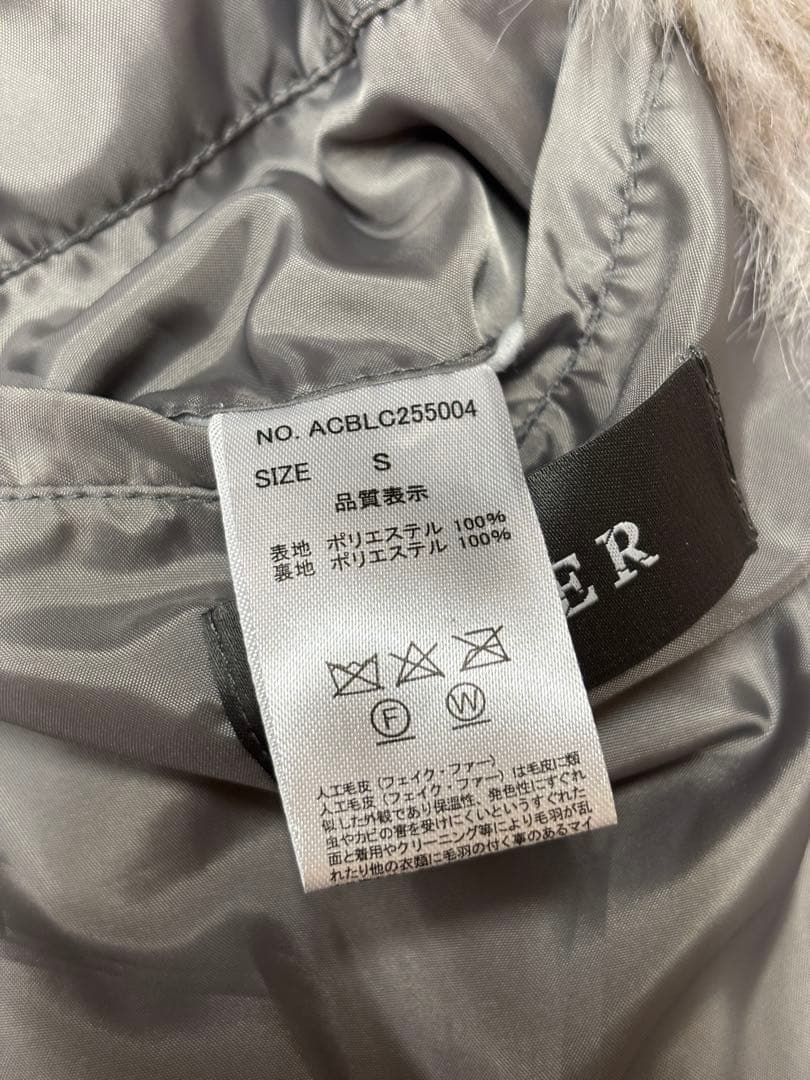 NO. ACBLC255004
SIZE S
品質表示
表地 ポリエステル 100%
裏地 ポリエステル 100%
F W
人工毛皮(フェイク・ファー)
人工毛皮(フェイク・ファー)は毛皮に類
似した外観であり保温性、発色性にすぐれ
虫やカビの害を受けにくいというすぐれた
面と着用やクリーニング等により毛羽が乱
れたり他の衣類に毛羽の付く事のあるマイ
ER